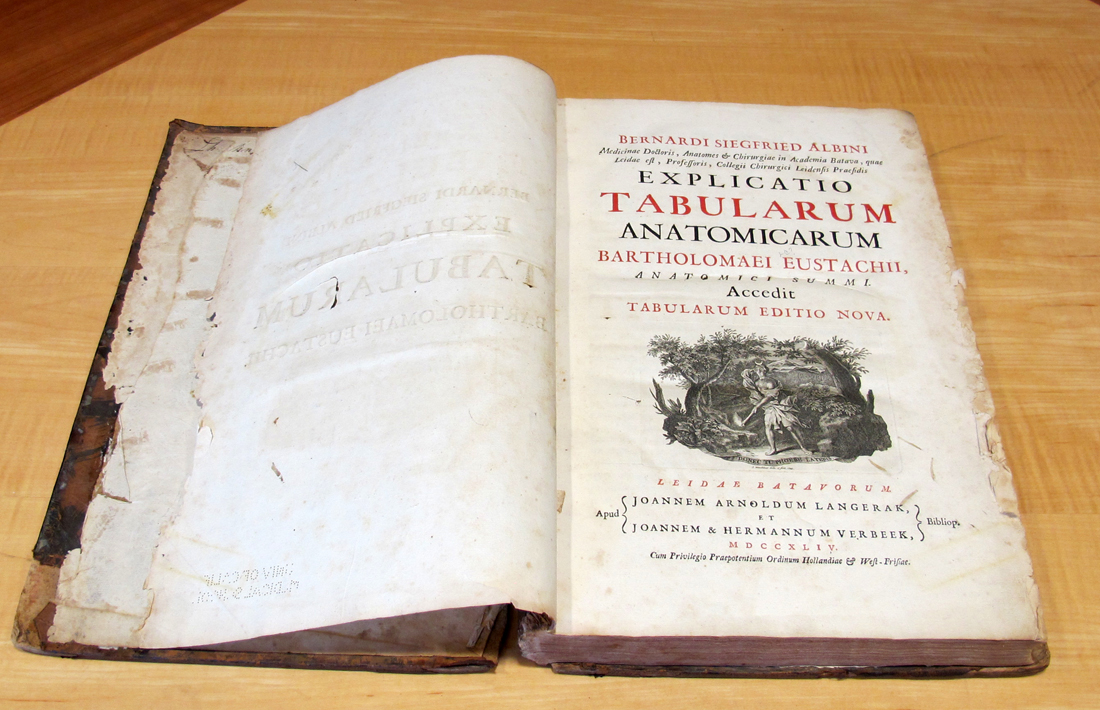 BERNARDI SIEGFRIED ALBINI
Medicinae Doctoris, Anatomes & Chirurgiae in Academia Batava, quae
Leidae est, Professoris, Collegii Chirurgici Leidensis Praesidis
EXPLICATIO
TABULARUM
ANATOMICARUM
BARTHOLOMAEI EUSTACHII,
ANATOMICI SUMMI.
Accedit
TABULARUM EDITIO NOVA.
LEIDAE BATAVORUM
Apud JOANNEM ARNOLDUM LANGERAK,
ET
JOANNEM & HERMANNUM VERBEEK, Bibliop.
MDCCXLIV.
Cum Privilegio Praepotentium Ordinum Hollandiae & West-Frisiae.